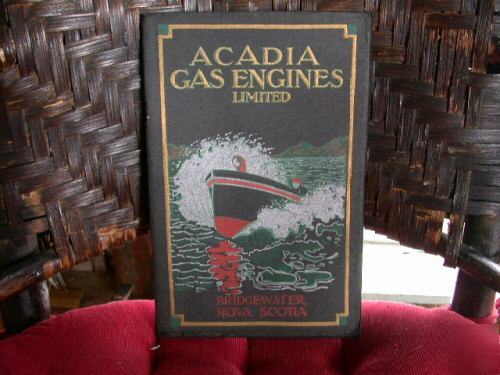 ACADIA
GAS ENGINES
LIMITED
BRIDGEWATER
NOVA SCOTIA